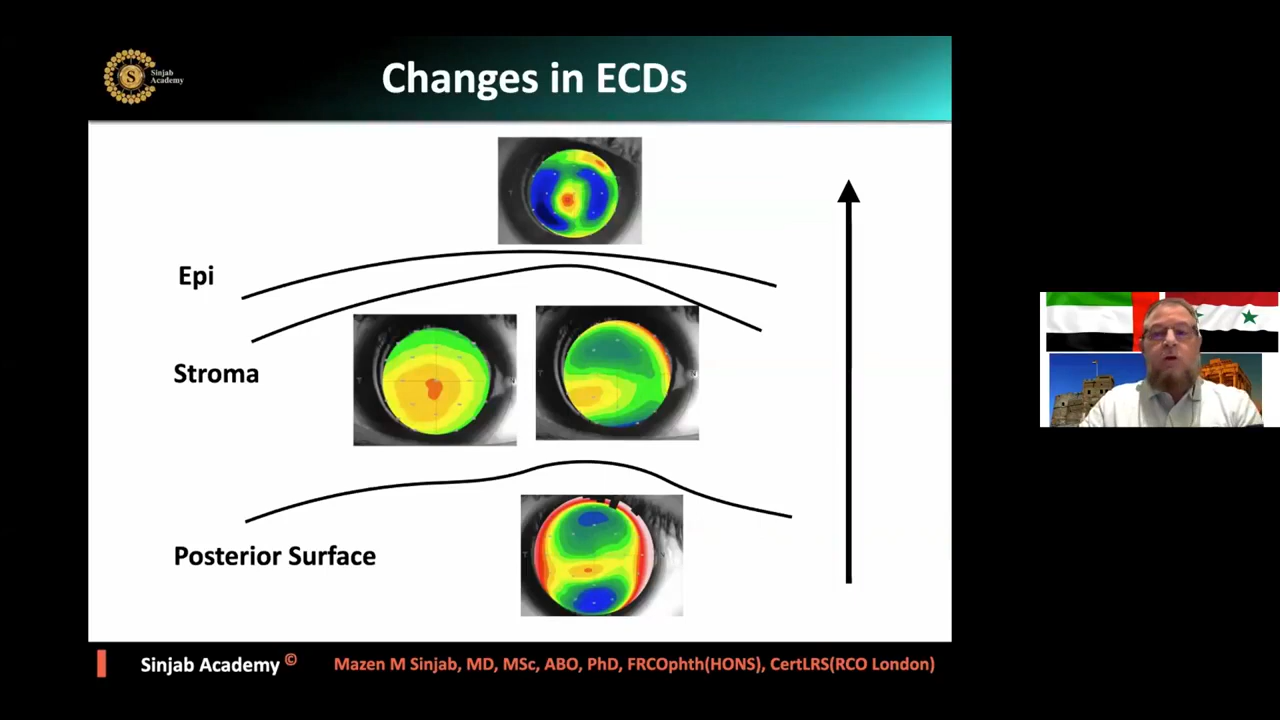 S
Sinjab
Academy
Changes in ECDs
Epi
Stroma
Posterior Surface
Sinjab Academy ©
Mazen M Sinjab, MD, MSc, ABO, PhD, FRCOphth(HONS), CertLRS(RCO London)